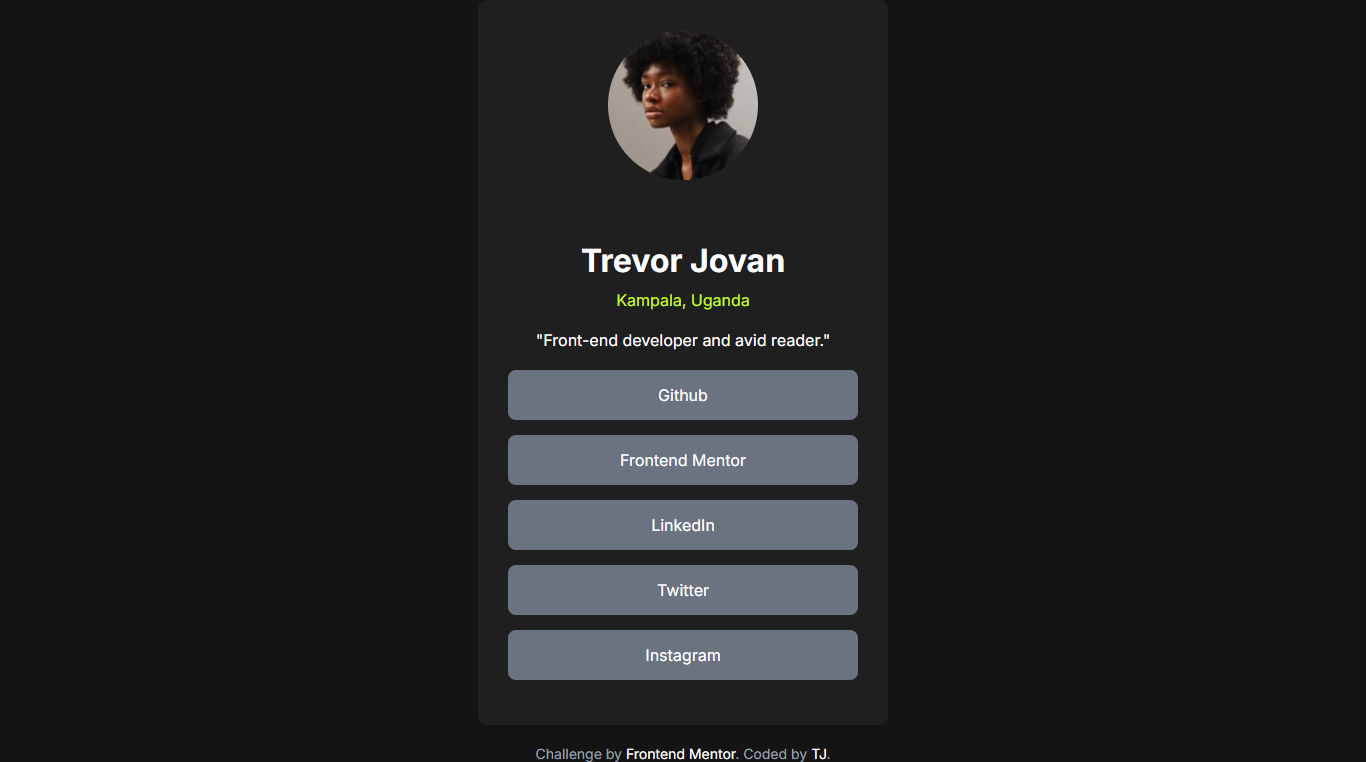 Trevor Jovan
Kampala, Uganda
"Front-end developer and avid reader."
Github
Frontend Mentor
LinkedIn
Twitter
Instagram
Challenge by Frontend Mentor. Coded by TJ.